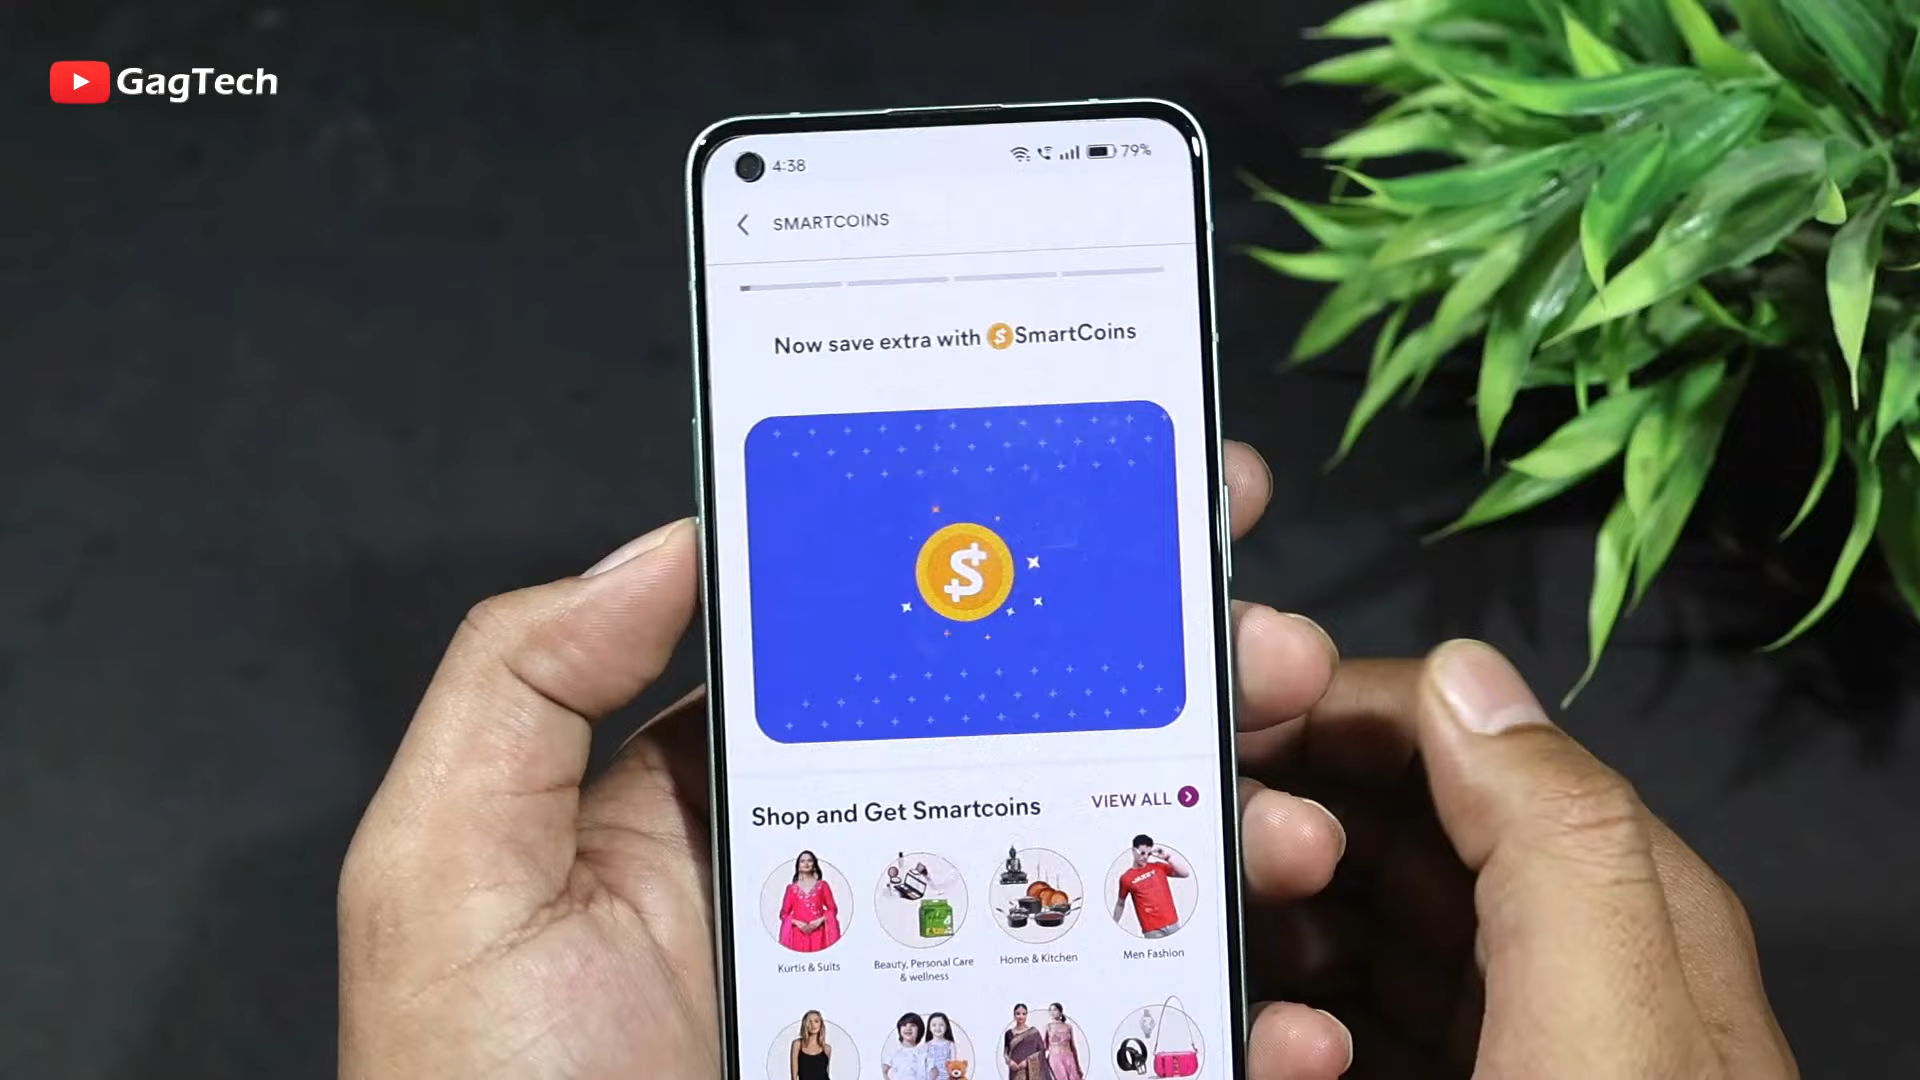 GagTech
4:38
79%
SMARTCOINS
Now save extra with $SmartCoins
$
Shop and Get Smartcoins
VIEW ALL
JAZZY
Kurtis & Suits
Beauty, Personal Care
& wellness
Home & Kitchen
Men Fashion